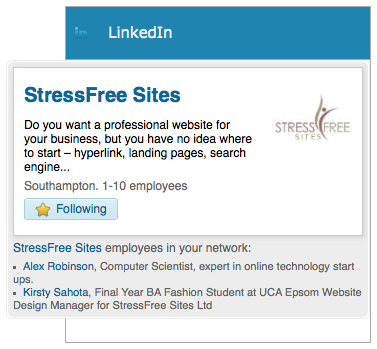 in LinkedIn
StressFree Sites
STRESS FREE
SITES
Do you want a professional website for
your business, but you have no idea where
to start – hyperlink, landing pages, search
engine...
Southampton. 1-10 employees
Following
StressFree Sites employees in your network:
Alex Robinson, Computer Scientist, expert in online technology start
ups.
Kirsty Sahota, Final Year BA Fashion Student at UCA Epsom Website
Design Manager for StressFree Sites Ltd